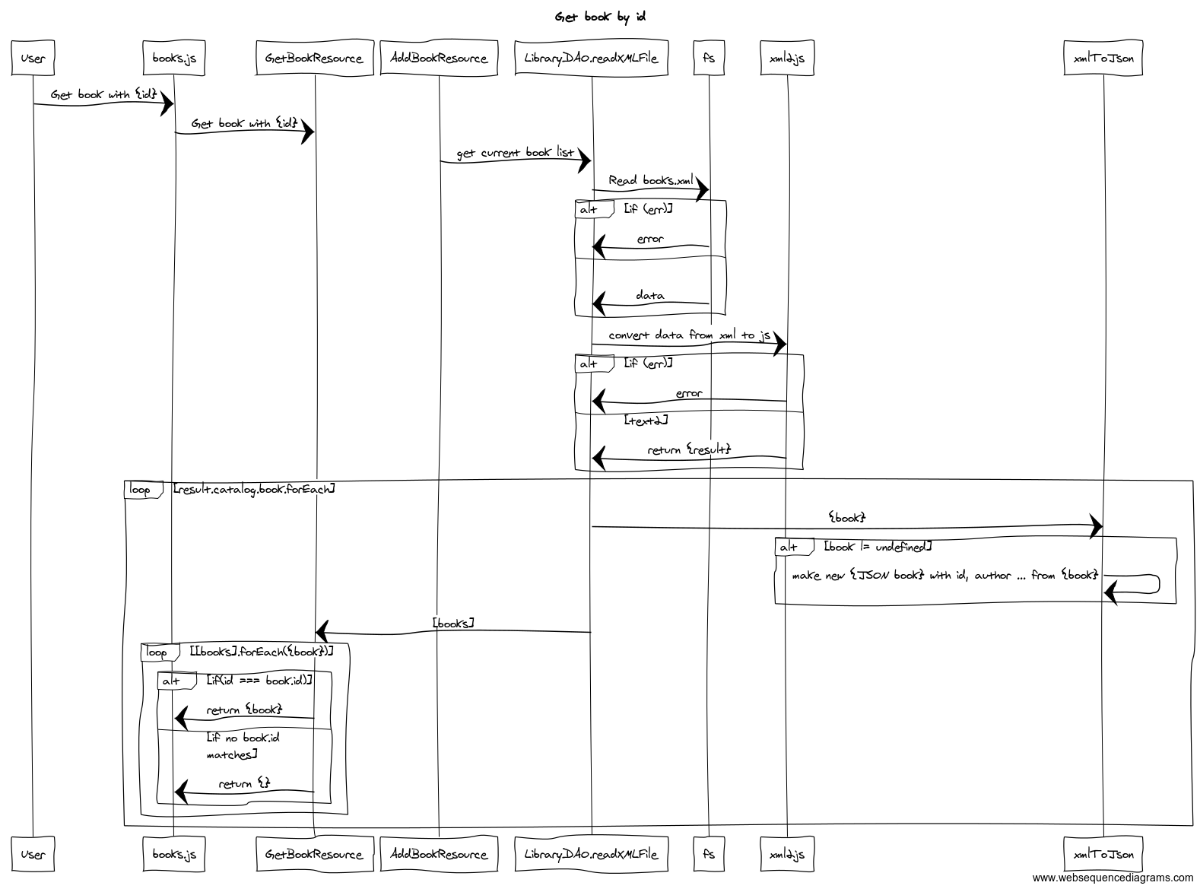 Get book by id
User
books.js
GetBookResource
AddBookResource
LibraryDAO.readXMLFile
fs
xml2js
xmlToJson
Get book with {id}
Get book with {id}
get current book list
Read books.xml
alt [if (err)]
error
data
convert data from xml to js
alt [if (err)]
error
[text2]
return {result}
loop [result.catalog.book.forEach]
{book}
alt [book != undefined]
make new {JSON book} with id, author ... from {book}
[books]
loop [[books].forEach({book})]
alt [if(id === book.id)]
return {book}
[if no book.id
matches]
return {}
User
books.js
GetBookResource
AddBookResource
LibraryDAO.readXMLFile
fs
xml2js
xmlToJson
www.websequencediagrams.com